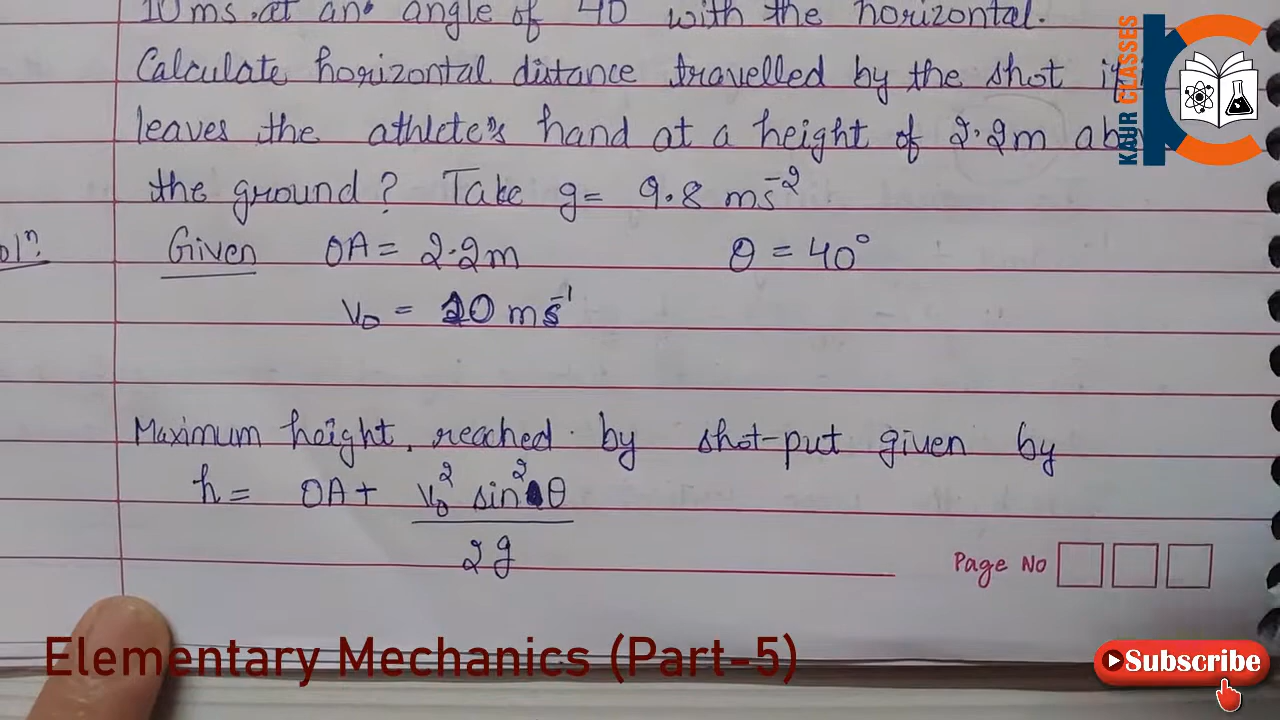 10 ms. at an angle of 40 with the horizontal.
Calculate horizontal distance travelled by the shot if
leaves the athlete's hand at a height of 2.2m ab
the ground? Take g= 9.8 ms⁻²
olⁿ: Given OA = 2.2m θ = 40°
v₀ = 20 ms⁻¹
Maximum height. reached. by shot-put given by
h = OA + v₀² sin² θ
2g
Page No
Elementary Mechanics (Part-5)
Subscribe
KAUR CLASSES